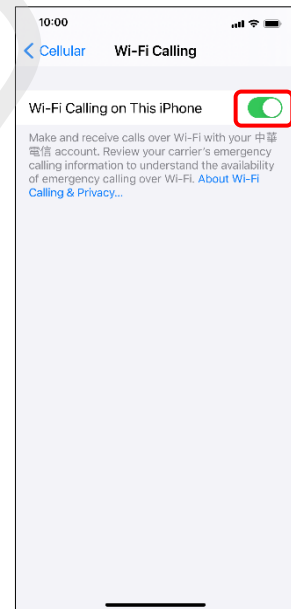 10:00
Cellular Wi-Fi Calling
Wi-Fi Calling on This iPhone
Make and receive calls over Wi-Fi with your 中華
電信 account. Review your carrier's emergency
calling information to understand the availability
of emergency calling over Wi-Fi. About Wi-Fi
Calling & Privacy...